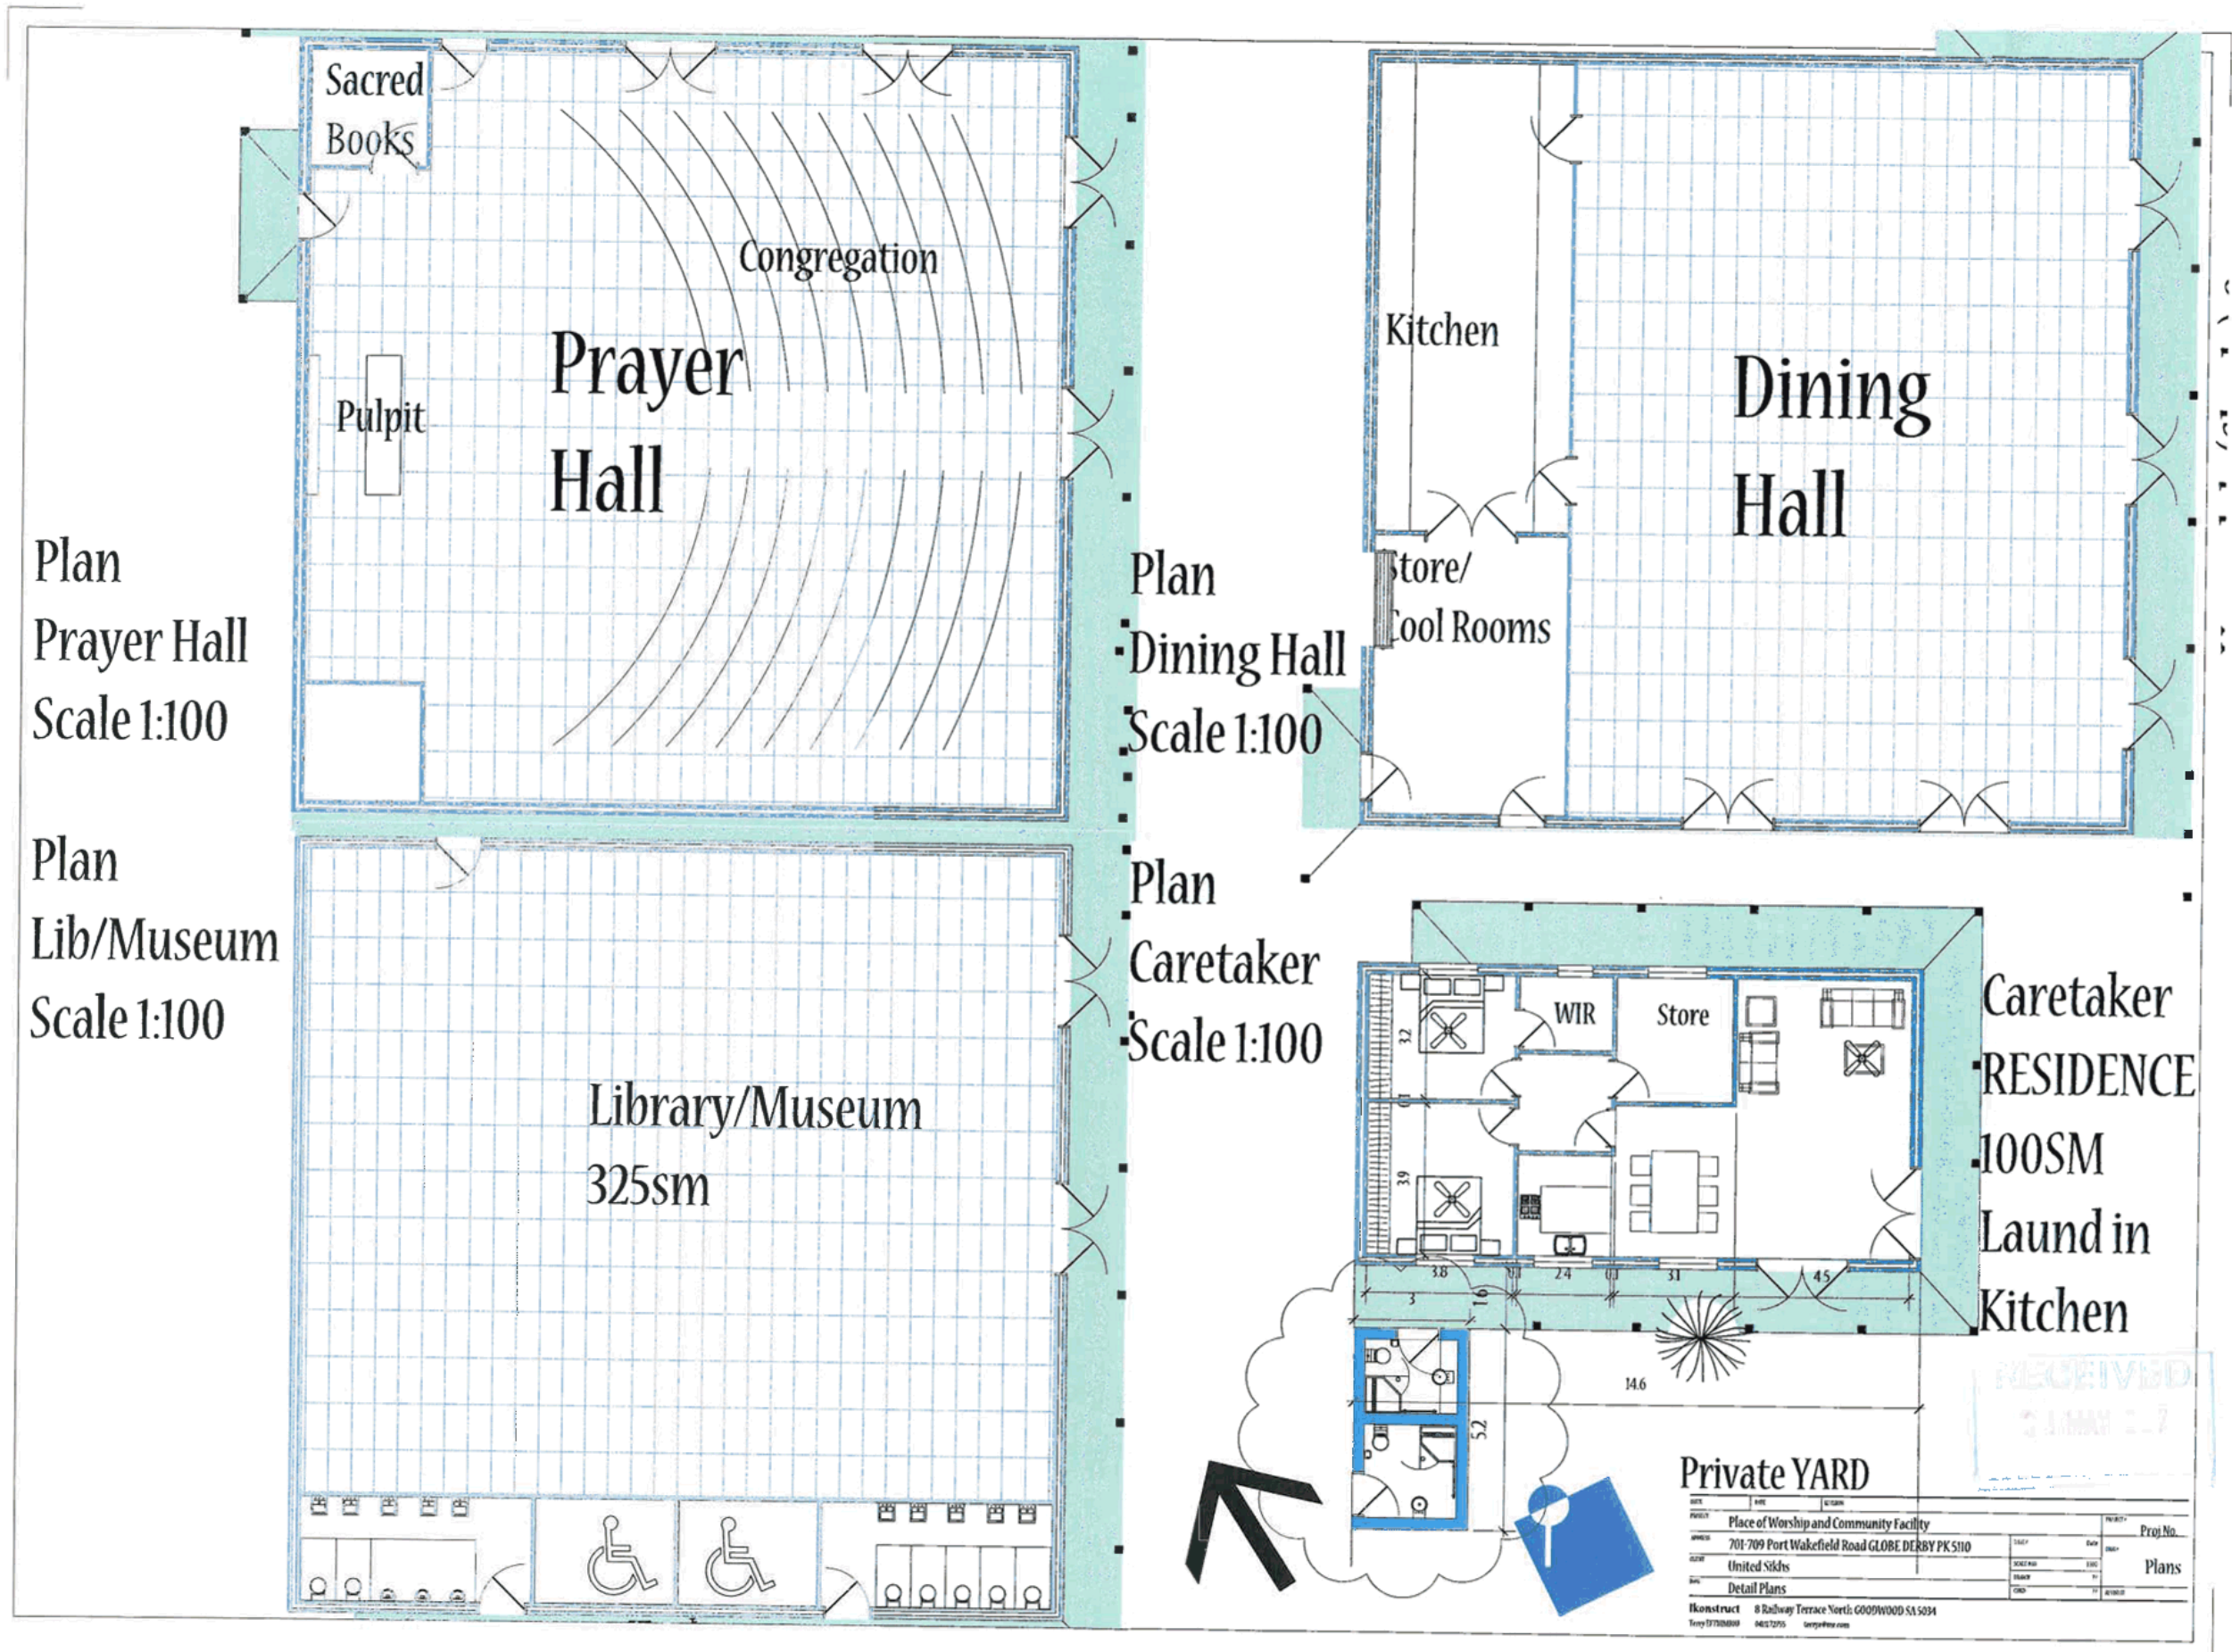 Sacred
Books
Congregation
Prayer
Hall
Pulpit
Plan
Prayer Hall
Scale 1:100
Kitchen
Dining
Hall
Store/
Cool Rooms
Plan
Dining Hall
Scale 1:100
Plan
Lib/Museum
Scale 1:100
Library/Museum
325sm
Plan
Caretaker
Scale 1:100
WIR
Store
3.2
3.9
3.8
2.4
3.1
4.5
3
1.6
14.6
5.2
Caretaker
RESIDENCE
100SM
Laund in
Kitchen
RECEIVED
Private YARD
Place of Worship and Community Facility
701-709 Port Wakefield Road GLOBE DERBY PK 5110
United Sikhs
Detail Plans
Date
Proj No.
Plans
Ikonstruct 8 Railway Terrace North GOODWOOD SA 5034